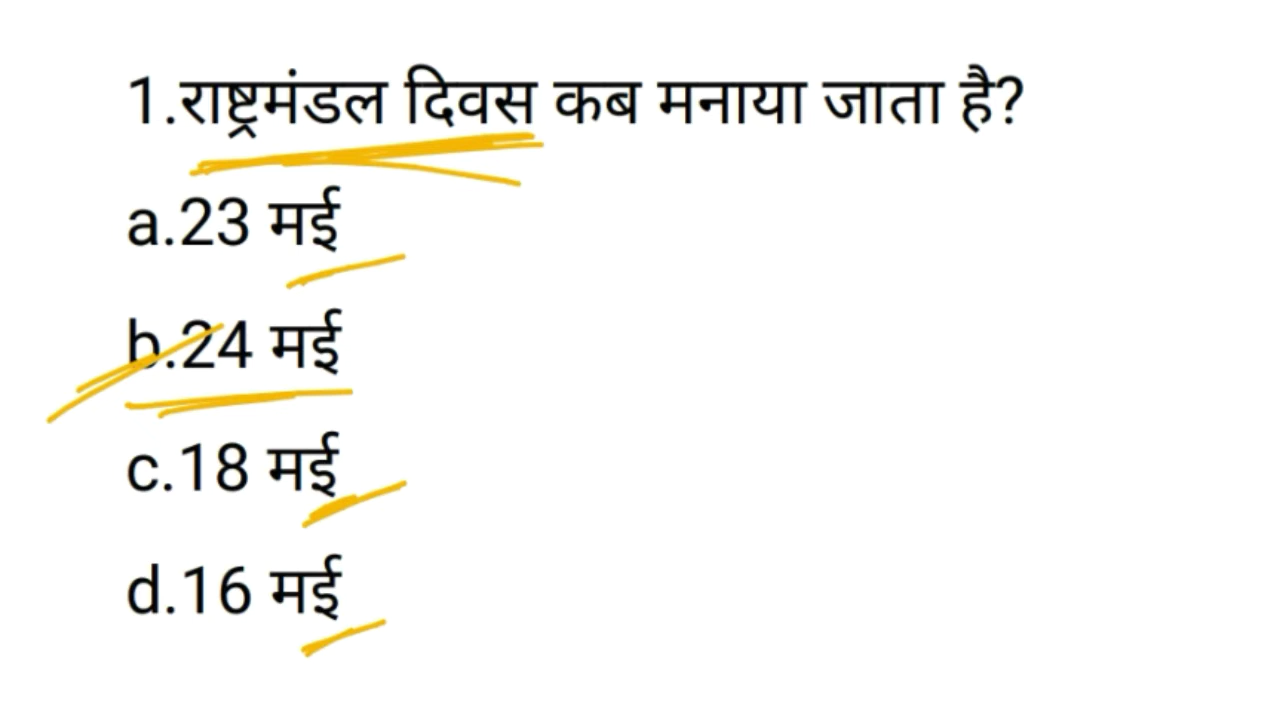 1.राष्ट्रमंडल दिवस कब मनाया जाता है?
a.23 मई
b.24 मई
c.18 मई
d.16 मई